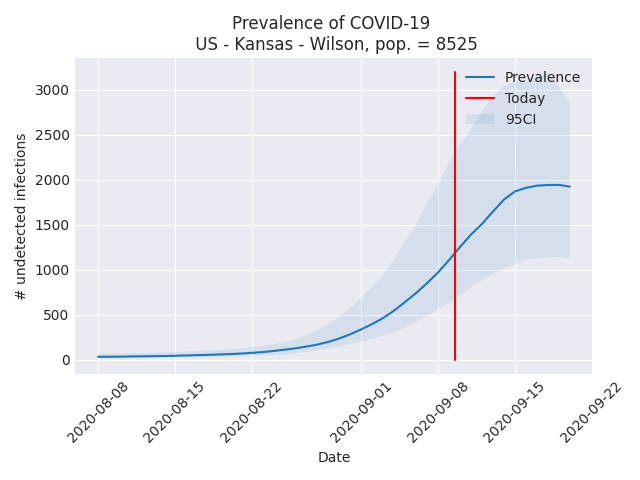 Prevalence of COVID-19
US - Kansas - Wilson, pop. = 8525
Prevalence
Today
95CI
# undetected infections
3000
2500
2000
1500
1000
500
0
2020-08-08
2020-08-15
2020-08-22
2020-09-01
2020-09-08
2020-09-15
2020-09-22
Date